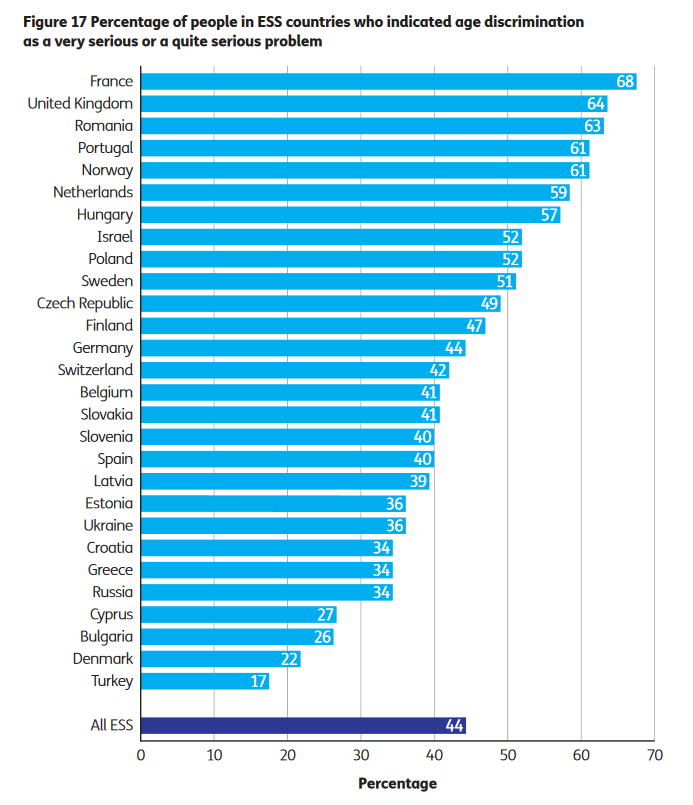 Figure 17 Percentage of people in ESS countries who indicated age discrimination
as a very serious or a quite serious problem
France 68
United Kingdom 64
Romania 63
Portugal 61
Norway 61
Netherlands 59
Hungary 57
Israel 52
Poland 52
Sweden 51
Czech Republic 49
Finland 47
Germany 44
Switzerland 42
Belgium 41
Slovakia 41
Slovenia 40
Spain 40
Latvia 39
Estonia 36
Ukraine 36
Croatia 34
Greece 34
Russia 34
Cyprus 27
Bulgaria 26
Denmark 22
Turkey 17
All ESS 44
0 10 20 30 40 50 60 70
Percentage